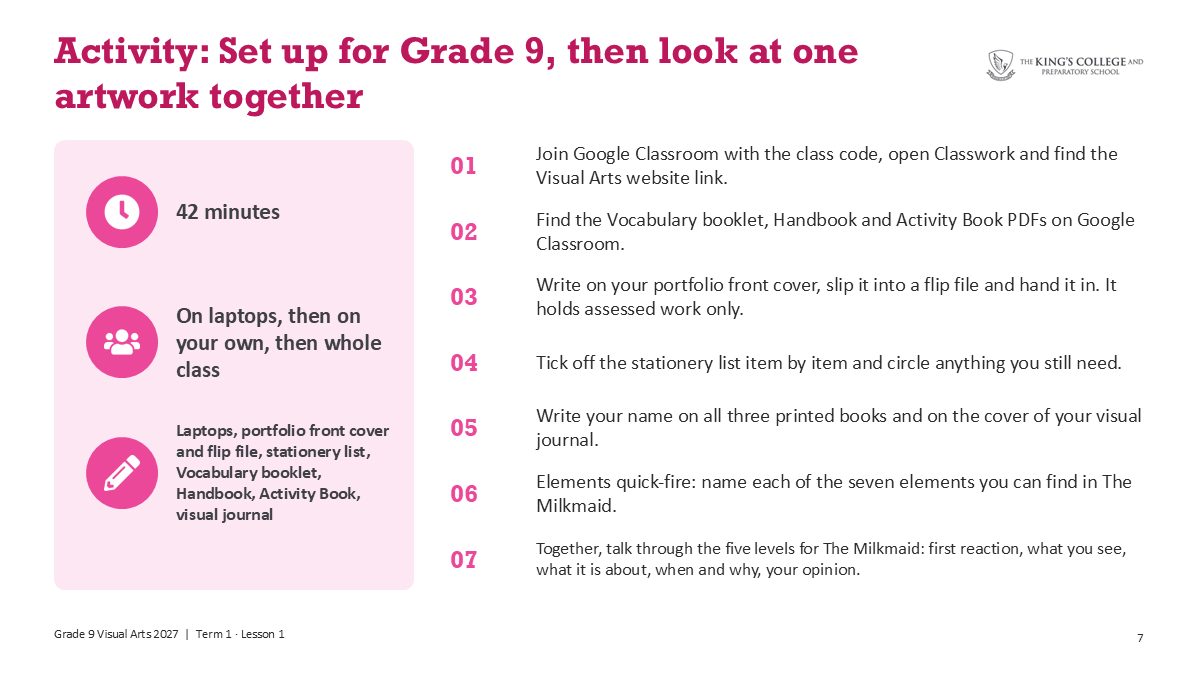 Activity: Set up for Grade 9, then look at one
artwork together
THE KING'S COLLEGE AND
PREPARATORY SCHOOL
42 minutes
On laptops, then on
your own, then whole
class
Laptops, portfolio front cover
and flip file, stationery list,
Vocabulary booklet,
Handbook, Activity Book,
visual journal
01
Join Google Classroom with the class code, open Classwork and find the
Visual Arts website link.
02
Find the Vocabulary booklet, Handbook and Activity Book PDFs on Google
Classroom.
03
Write on your portfolio front cover, slip it into a flip file and hand it in. It
holds assessed work only.
04
Tick off the stationery list item by item and circle anything you still need.
05
Write your name on all three printed books and on the cover of your visual
journal.
06
Elements quick-fire: name each of the seven elements you can find in The
Milkmaid.
07
Together, talk through the five levels for The Milkmaid: first reaction, what you see,
what it is about, when and why, your opinion.
Grade 9 Visual Arts 2027 | Term 1 · Lesson 1
7